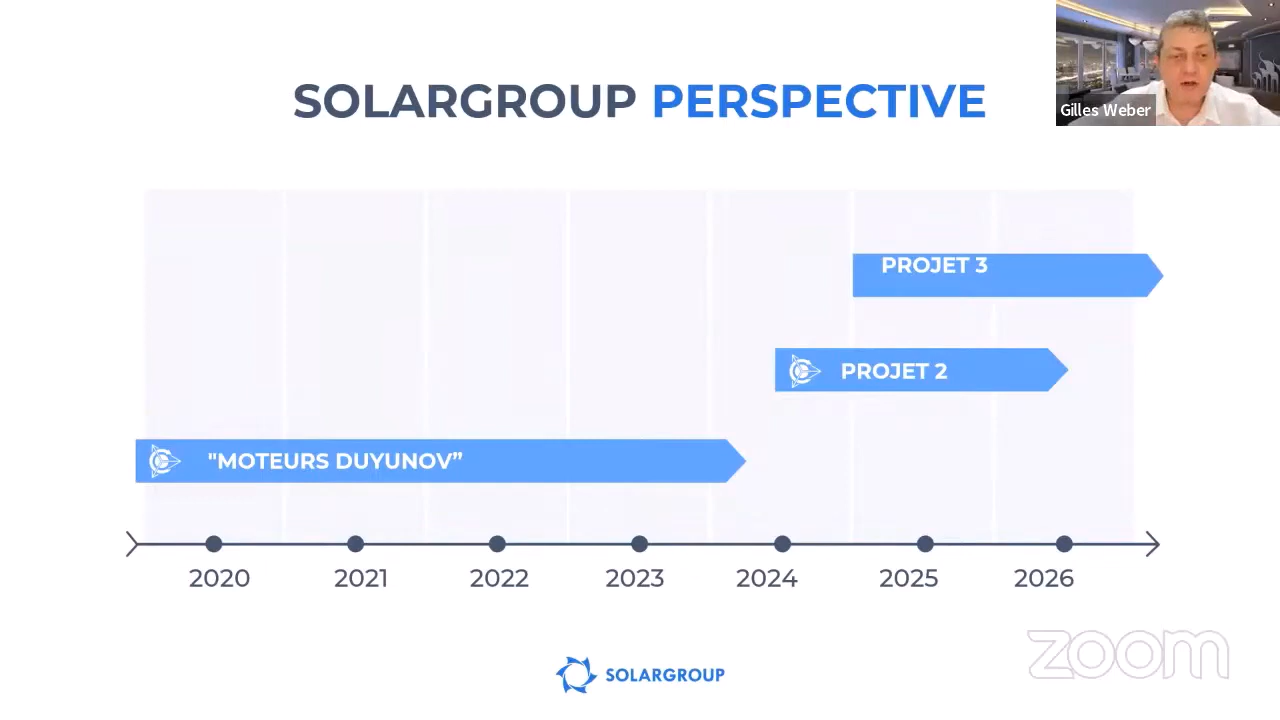 SOLARGROUP PERSPECTIVE
Gilles Weber
PROJET 3
PROJET 2
"MOTEURS DUYUNOV”
2020 2021 2022 2023 2024 2025 2026
zoom
SOLARGROUP